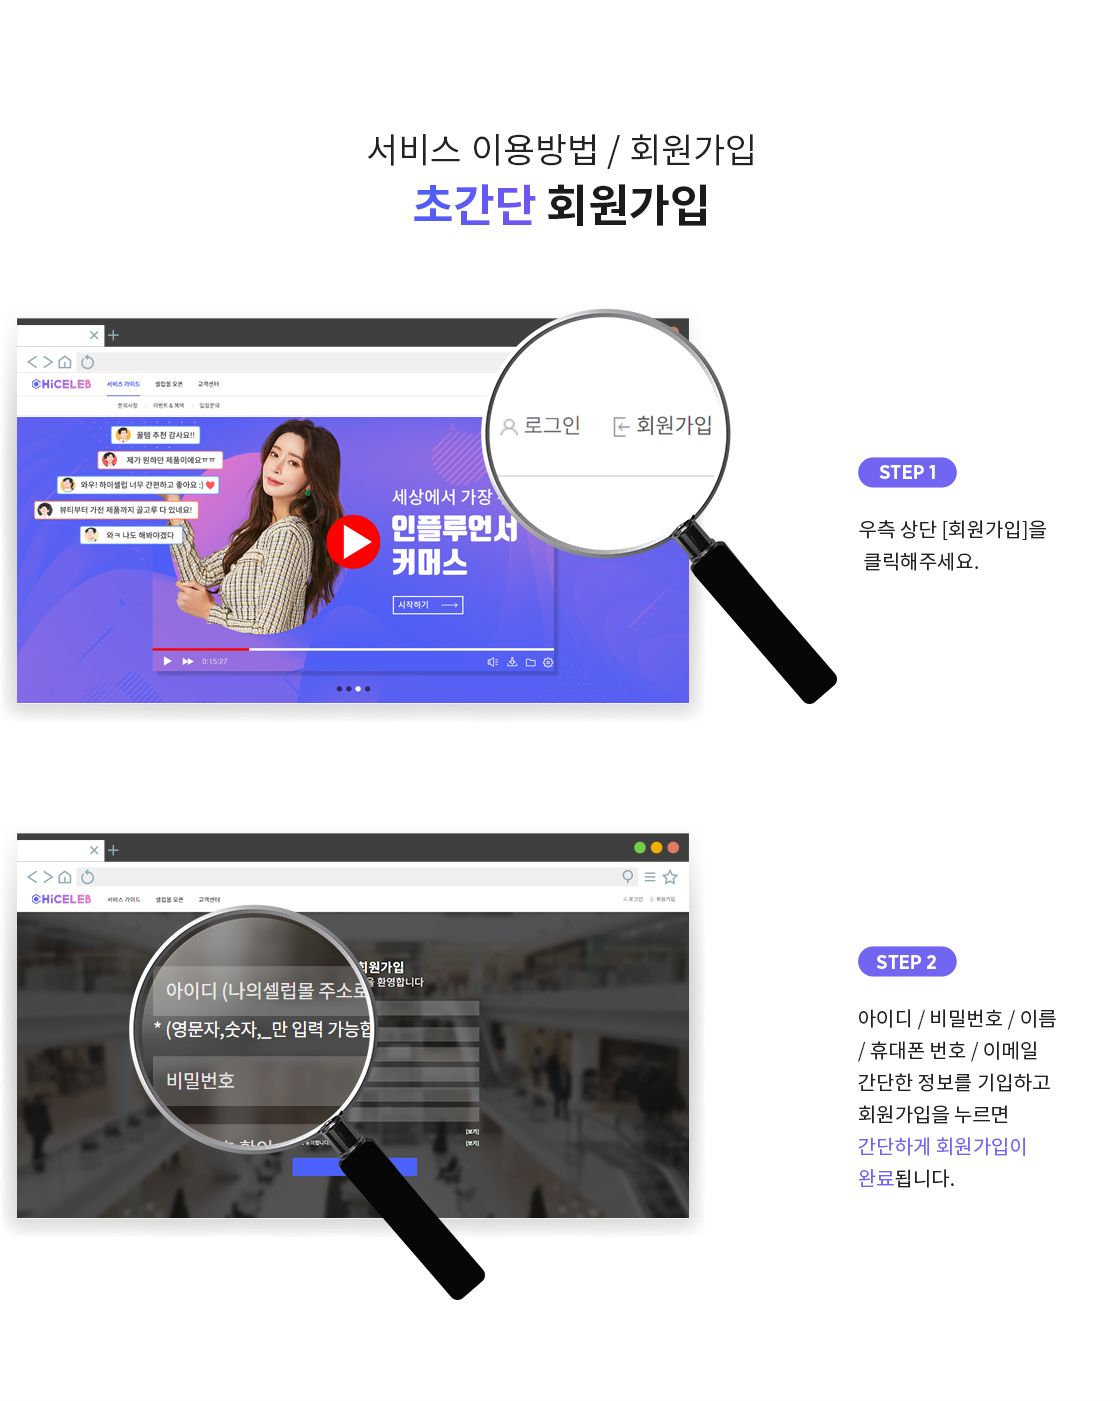 서비스 이용방법 / 회원가입
초간단 회원가입
HiCELEB
서비스 가이드 셀럽몰 오픈 고객센터
문의사항 이벤트 & 혜택 입점문의
꿀템 추천 감사요!!
제가 원하던 제품이에요ㅠㅠ
와우! 하이셀럽 너무 간편하고 좋아요 :)
뷰티부터 가전 제품까지 골고루 다 있네요!
와ㅋ 나도 해봐야겠다
세상에서 가장
인플루언서
커머스
시작하기
0:15:27
로그인 회원가입
STEP 1
우측 상단 [회원가입]을
클릭해주세요.
HiCELEB
서비스 가이드 셀럽몰 오픈 고객센터
로그인 회원가입
회원가입
을 환영합니다
아이디 (나의셀럽몰 주소로
* (영문자,숫자,_만 입력 가능합
비밀번호
[보기]
[보기]
STEP 2
아이디 / 비밀번호 / 이름
/ 휴대폰 번호 / 이메일
간단한 정보를 기입하고
회원가입을 누르면
간단하게 회원가입이
완료됩니다.